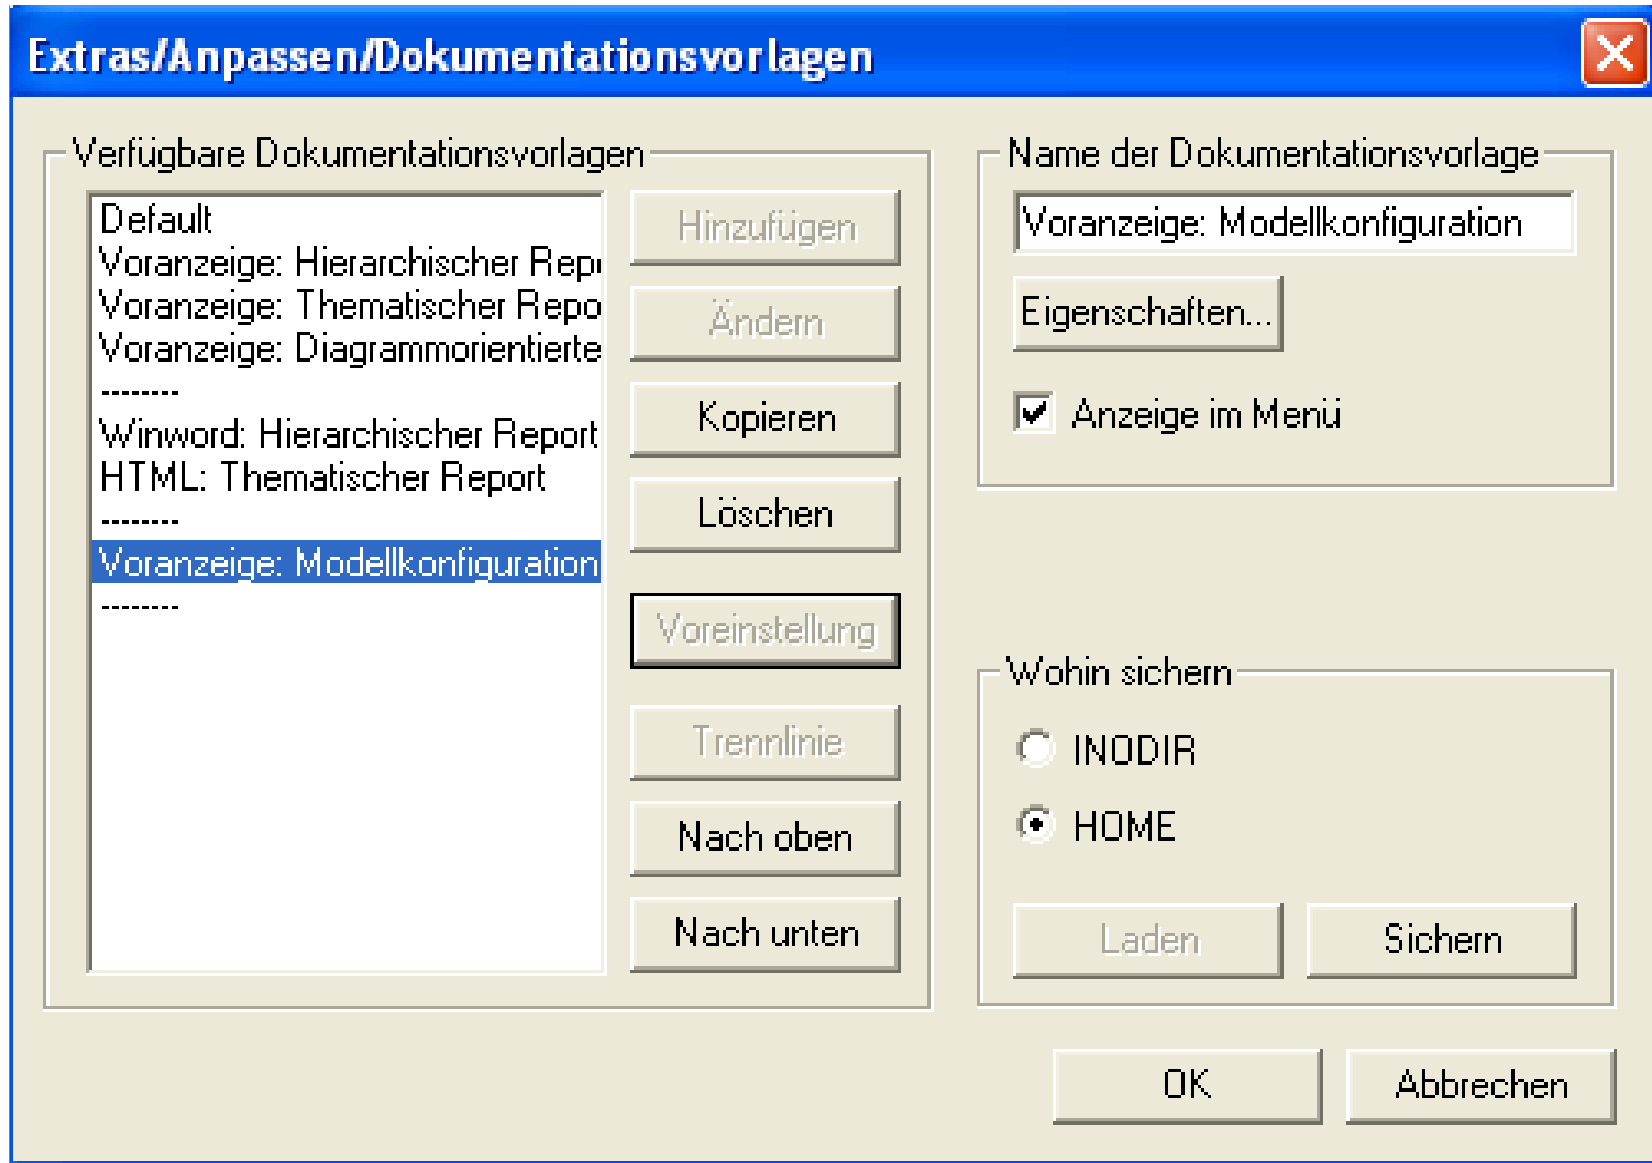 Extras/Anpassen/Dokumentationsvorlagen
Verfügbare Dokumentationsvorlagen
Default
Voranzeige: Hierarchischer Repo
Voranzeige: Thematischer Repo
Voranzeige: Diagrammorientierte
--------
Winword: Hierarchischer Report
HTML: Thematischer Report
--------
Voranzeige: Modellkonfiguration
--------
Hinzufügen
Ändern
Kopieren
Löschen
Voreinstellung
Trennlinie
Nach oben
Nach unten
Name der Dokumentationsvorlage
Voranzeige: Modellkonfiguration
Eigenschaften...
Anzeige im Menü
Wohin sichern
INODIR
HOME
Laden
Sichern
OK
Abbrechen